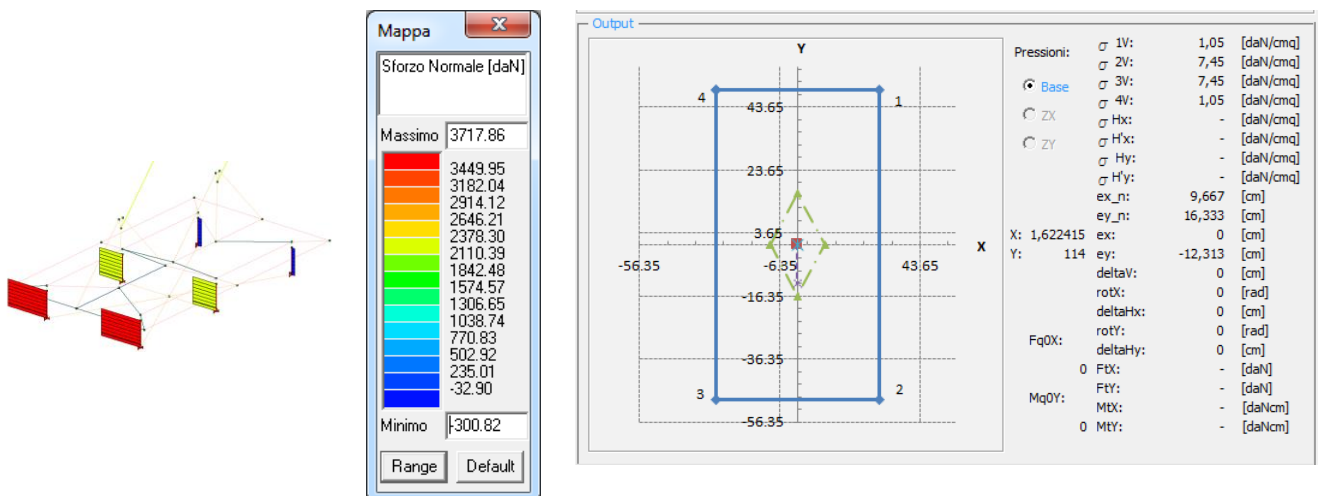 Mappa
Sforzo Normale [daN]
Massimo 3717.86
3449.95
3182.04
2914.12
2646.21
2378.30
2110.39
1842.48
1574.57
1306.65
1038.74
770.83
502.92
235.01
-32.90
Minimo -300.82
Range Default
Output
Y
4
1
43.65
23.65
3.65
X
-56.35
-6.35
43.65
-16.35
-36.35
3
2
-56.35
Pressioni:
Base
ZX
ZY
σ 1V: 1,05 [daN/cmq]
σ 2V: 7,45 [daN/cmq]
σ 3V: 7,45 [daN/cmq]
σ 4V: 1,05 [daN/cmq]
σ Hx: - [daN/cmq]
σ H'x: - [daN/cmq]
σ Hy: - [daN/cmq]
σ H'y: - [daN/cmq]
ex_n: 9,667 [cm]
ey_n: 16,333 [cm]
X: 1,622415 ex: 0 [cm]
Y: 114 ey: -12,313 [cm]
deltaV: 0 [cm]
rotX: 0 [rad]
deltaHx: 0 [cm]
Fq0X:
rotY: 0 [rad]
deltaHy: 0 [cm]
0 FtX: - [daN]
FtY: - [daN]
Mq0Y:
MtX: - [daNcm]
0 MtY: - [daNcm]